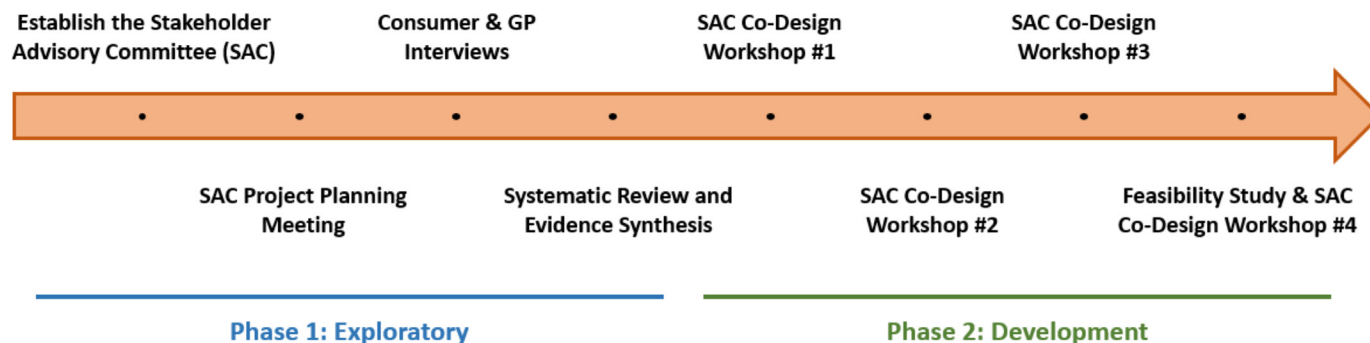 Establish the Stakeholder
Advisory Committee (SAC)
Consumer & GP
Interviews
SAC Co-Design
Workshop #1
SAC Co-Design
Workshop #3
SAC Project Planning
Meeting
Systematic Review and
Evidence Synthesis
SAC Co-Design
Workshop #2
Feasibility Study & SAC
Co-Design Workshop #4
Phase 1: Exploratory
Phase 2: Development